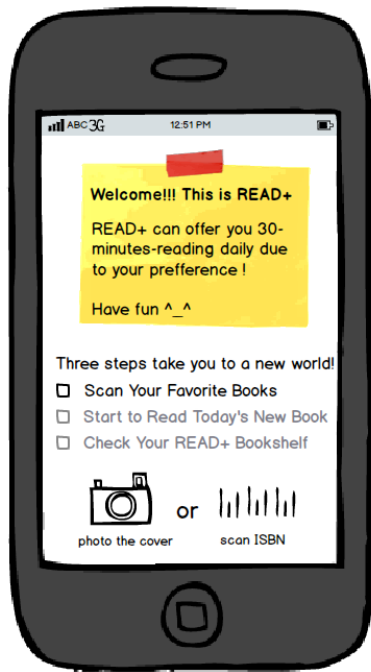 ABC 3G 12:51 PM
Welcome!!! This is READ+
READ+ can offer you 30-
minutes-reading daily due
to your prefference !
Have fun ^_^
Three steps take you to a new world!
Scan Your Favorite Books
Start to Read Today's New Book
Check Your READ+ Bookshelf
or
photo the cover scan ISBN